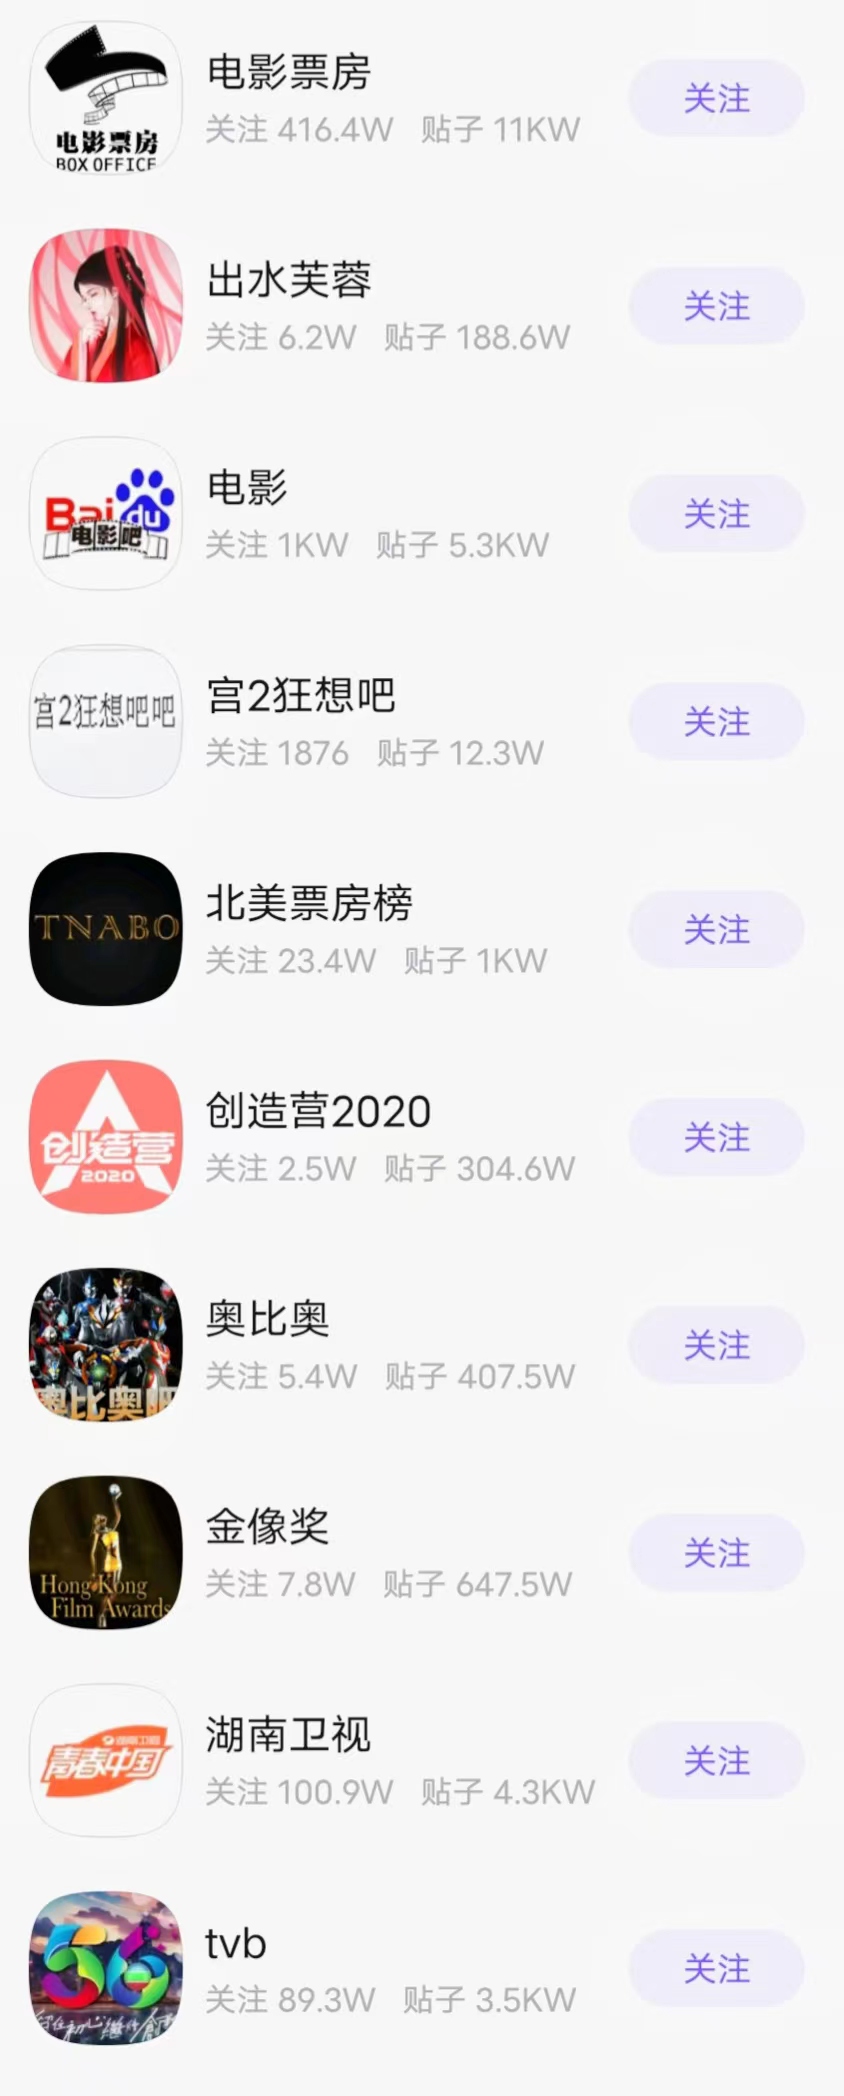 电影票房
BOX OFFICE
电影票房
关注 416.4W 贴子 11KW
关注
出水芙蓉
关注 6.2W 贴子 188.6W
关注
Bai du
电影吧
电影
关注 1KW 贴子 5.3KW
关注
宫2狂想吧吧
宫2狂想吧
关注 1876 贴子 12.3W
关注
TNABO
北美票房榜
关注 23.4W 贴子 1KW
关注
创造营
2020
创造营2020
关注 2.5W 贴子 304.6W
关注
奥比奥吧
奥比奥
关注 5.4W 贴子 407.5W
关注
Hong Kong
Film Awards
金像奖
关注 7.8W 贴子 647.5W
关注
湖南卫视
青春中国
湖南卫视
关注 100.9W 贴子 4.3KW
关注
56
tvb
关注 89.3W 贴子 3.5KW
关注